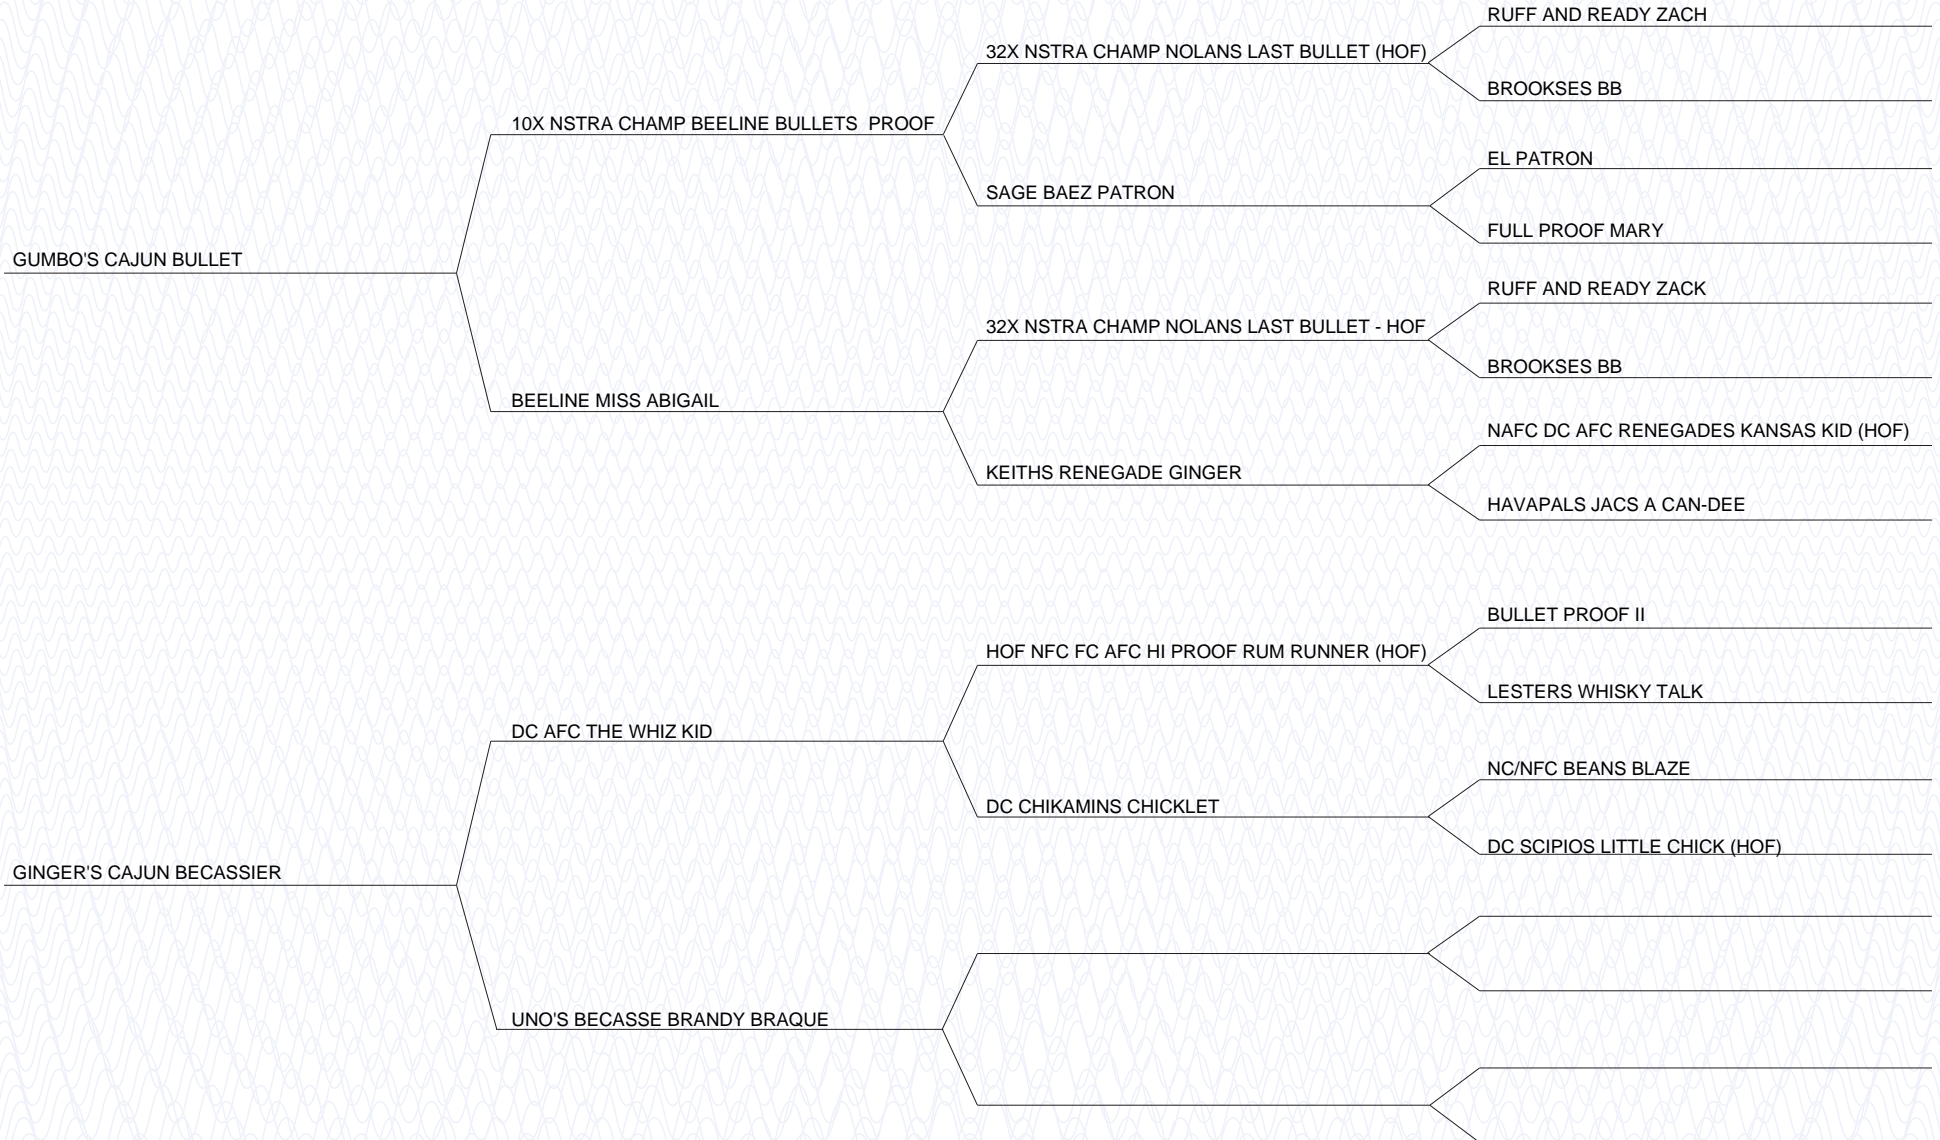 RUFF AND READY ZACH
32X NSTRA CHAMP NOLANS LAST BULLET (HOF)
BROOKSES BB
10X NSTRA CHAMP BEELINE BULLETS  PROOF
EL PATRON
SAGE BAEZ PATRON
FULL PROOF MARY
GUMBO'S CAJUN BULLET
RUFF AND READY ZACK
32X NSTRA CHAMP NOLANS LAST BULLET - HOF
BROOKSES BB
BEELINE MISS ABIGAIL
NAFC DC AFC RENEGADES KANSAS KID (HOF)
KEITHS RENEGADE GINGER
HAVAPALS JACS A CAN-DEE
BULLET PROOF II
HOF NFC FC AFC HI PROOF RUM RUNNER (HOF)
LESTERS WHISKY TALK
DC AFC THE WHIZ KID
NC/NFC BEANS BLAZE
DC CHIKAMINS CHICKLET
DC SCIPIOS LITTLE CHICK (HOF)
GINGER'S CAJUN BECASSIER
UNO'S BECASSE BRANDY BRAQUE